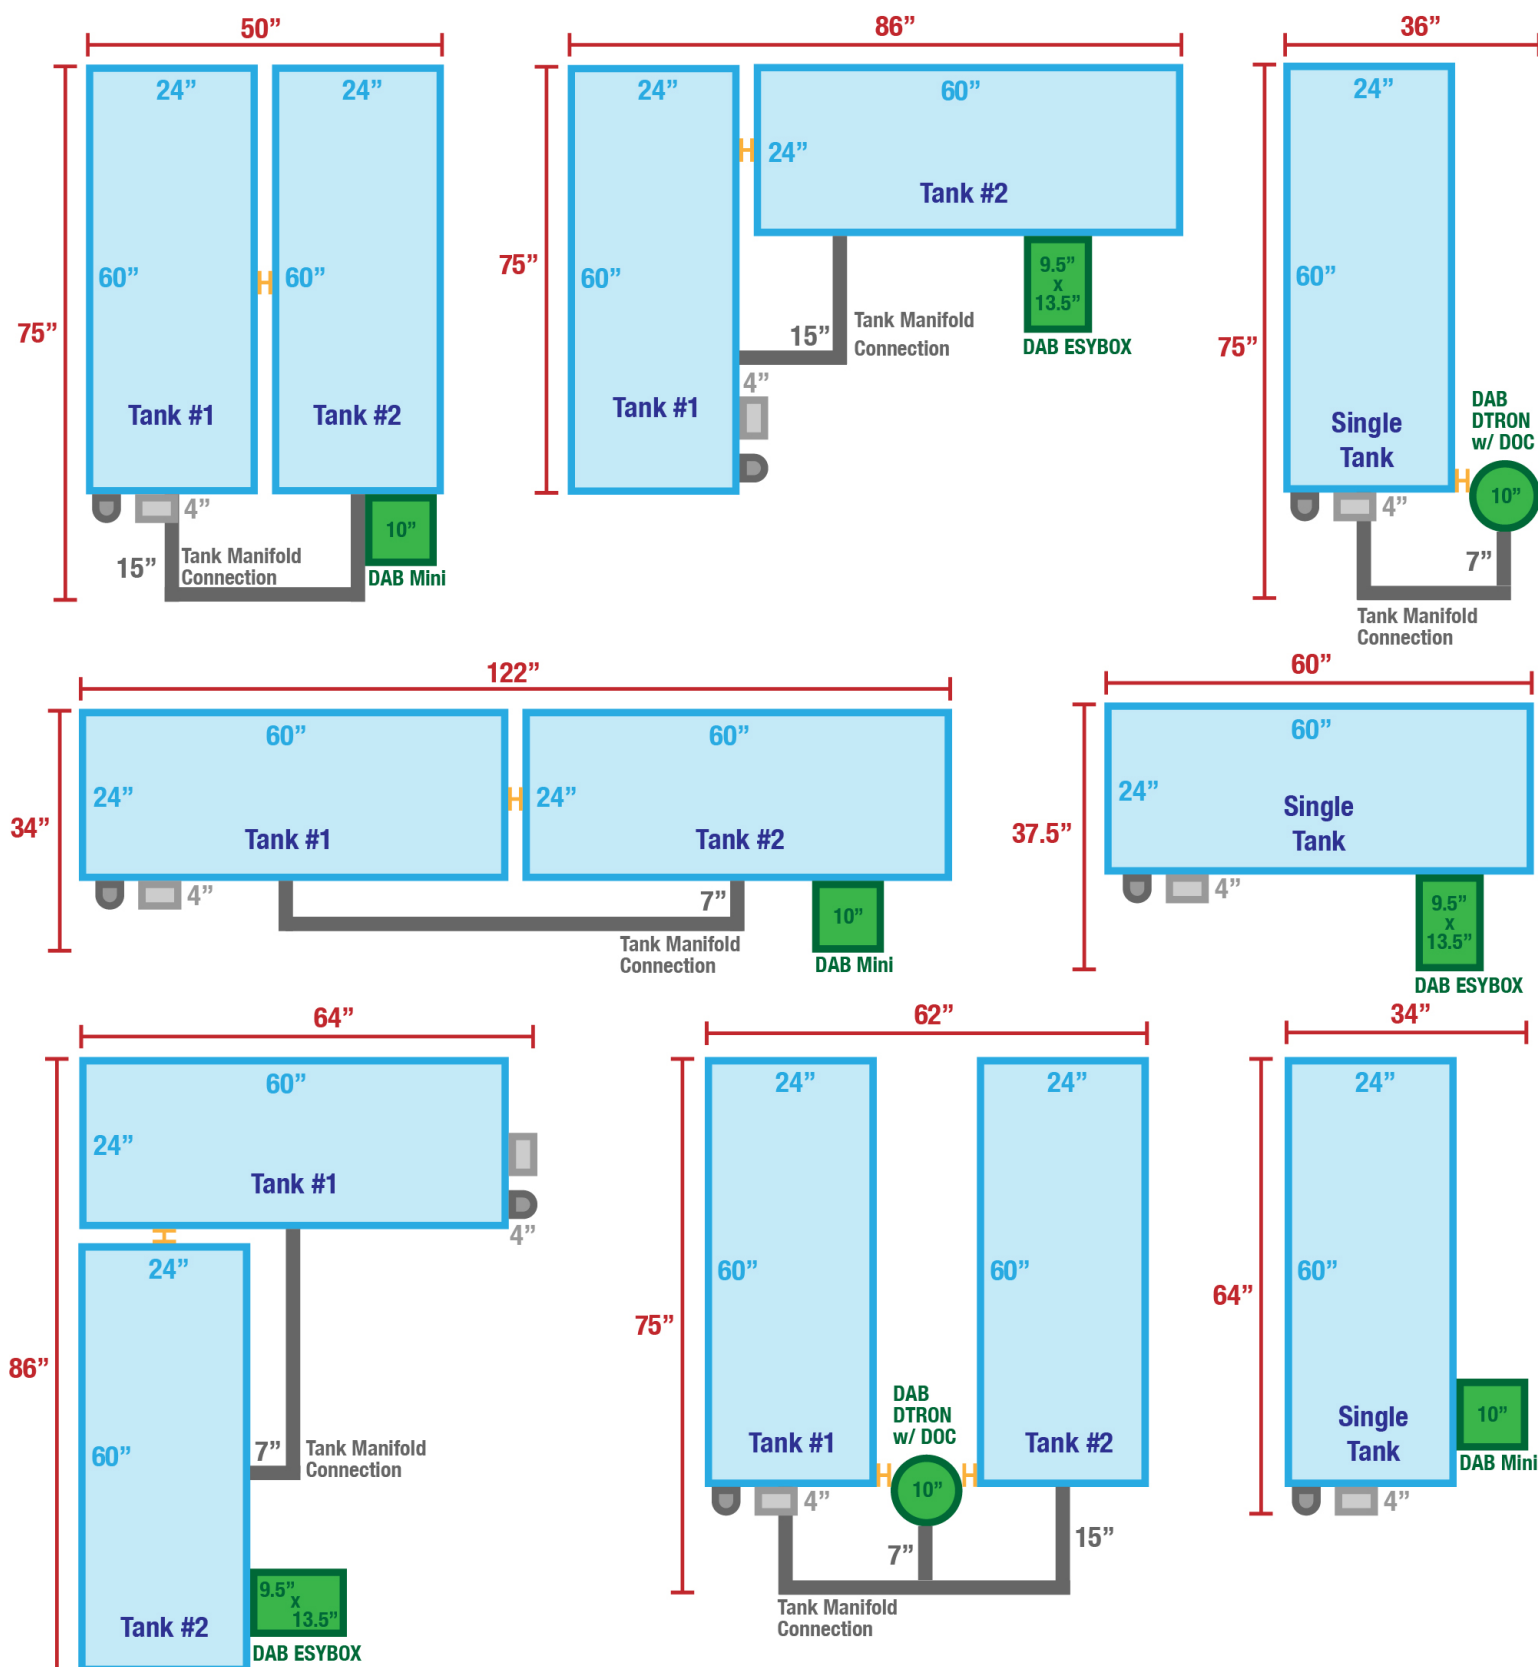 50”
24”
24”
75”
60”
60”
Tank #1
Tank #2
4”
10”
15”
Tank Manifold
Connection
DAB Mini
86”
24”
60”
24”
Tank #2
75”
60”
9.5”
x
13.5”
DAB ESYBOX
15”
Tank Manifold
Connection
4”
Tank #1
36”
24”
60”
75”
Single
Tank
DAB
DTRON
w/ DOC
10”
4”
7”
Tank Manifold
Connection
122”
60”
60”
34”
24”
24”
Tank #1
Tank #2
4”
7”
10”
Tank Manifold
Connection
DAB Mini
60”
60”
24”
37.5”
Single
Tank
4”
9.5”
x
13.5”
DAB ESYBOX
64”
60”
24”
Tank #1
4”
24”
86”
60”
7”
Tank Manifold
Connection
9.5”
x
13.5”
Tank #2
DAB ESYBOX
62”
24”
24”
60”
60”
75”
DAB
DTRON
w/ DOC
Tank #1
Tank #2
10”
4”
7”
15”
Tank Manifold
Connection
34”
24”
60”
64”
Single
Tank
10”
DAB Mini
4”